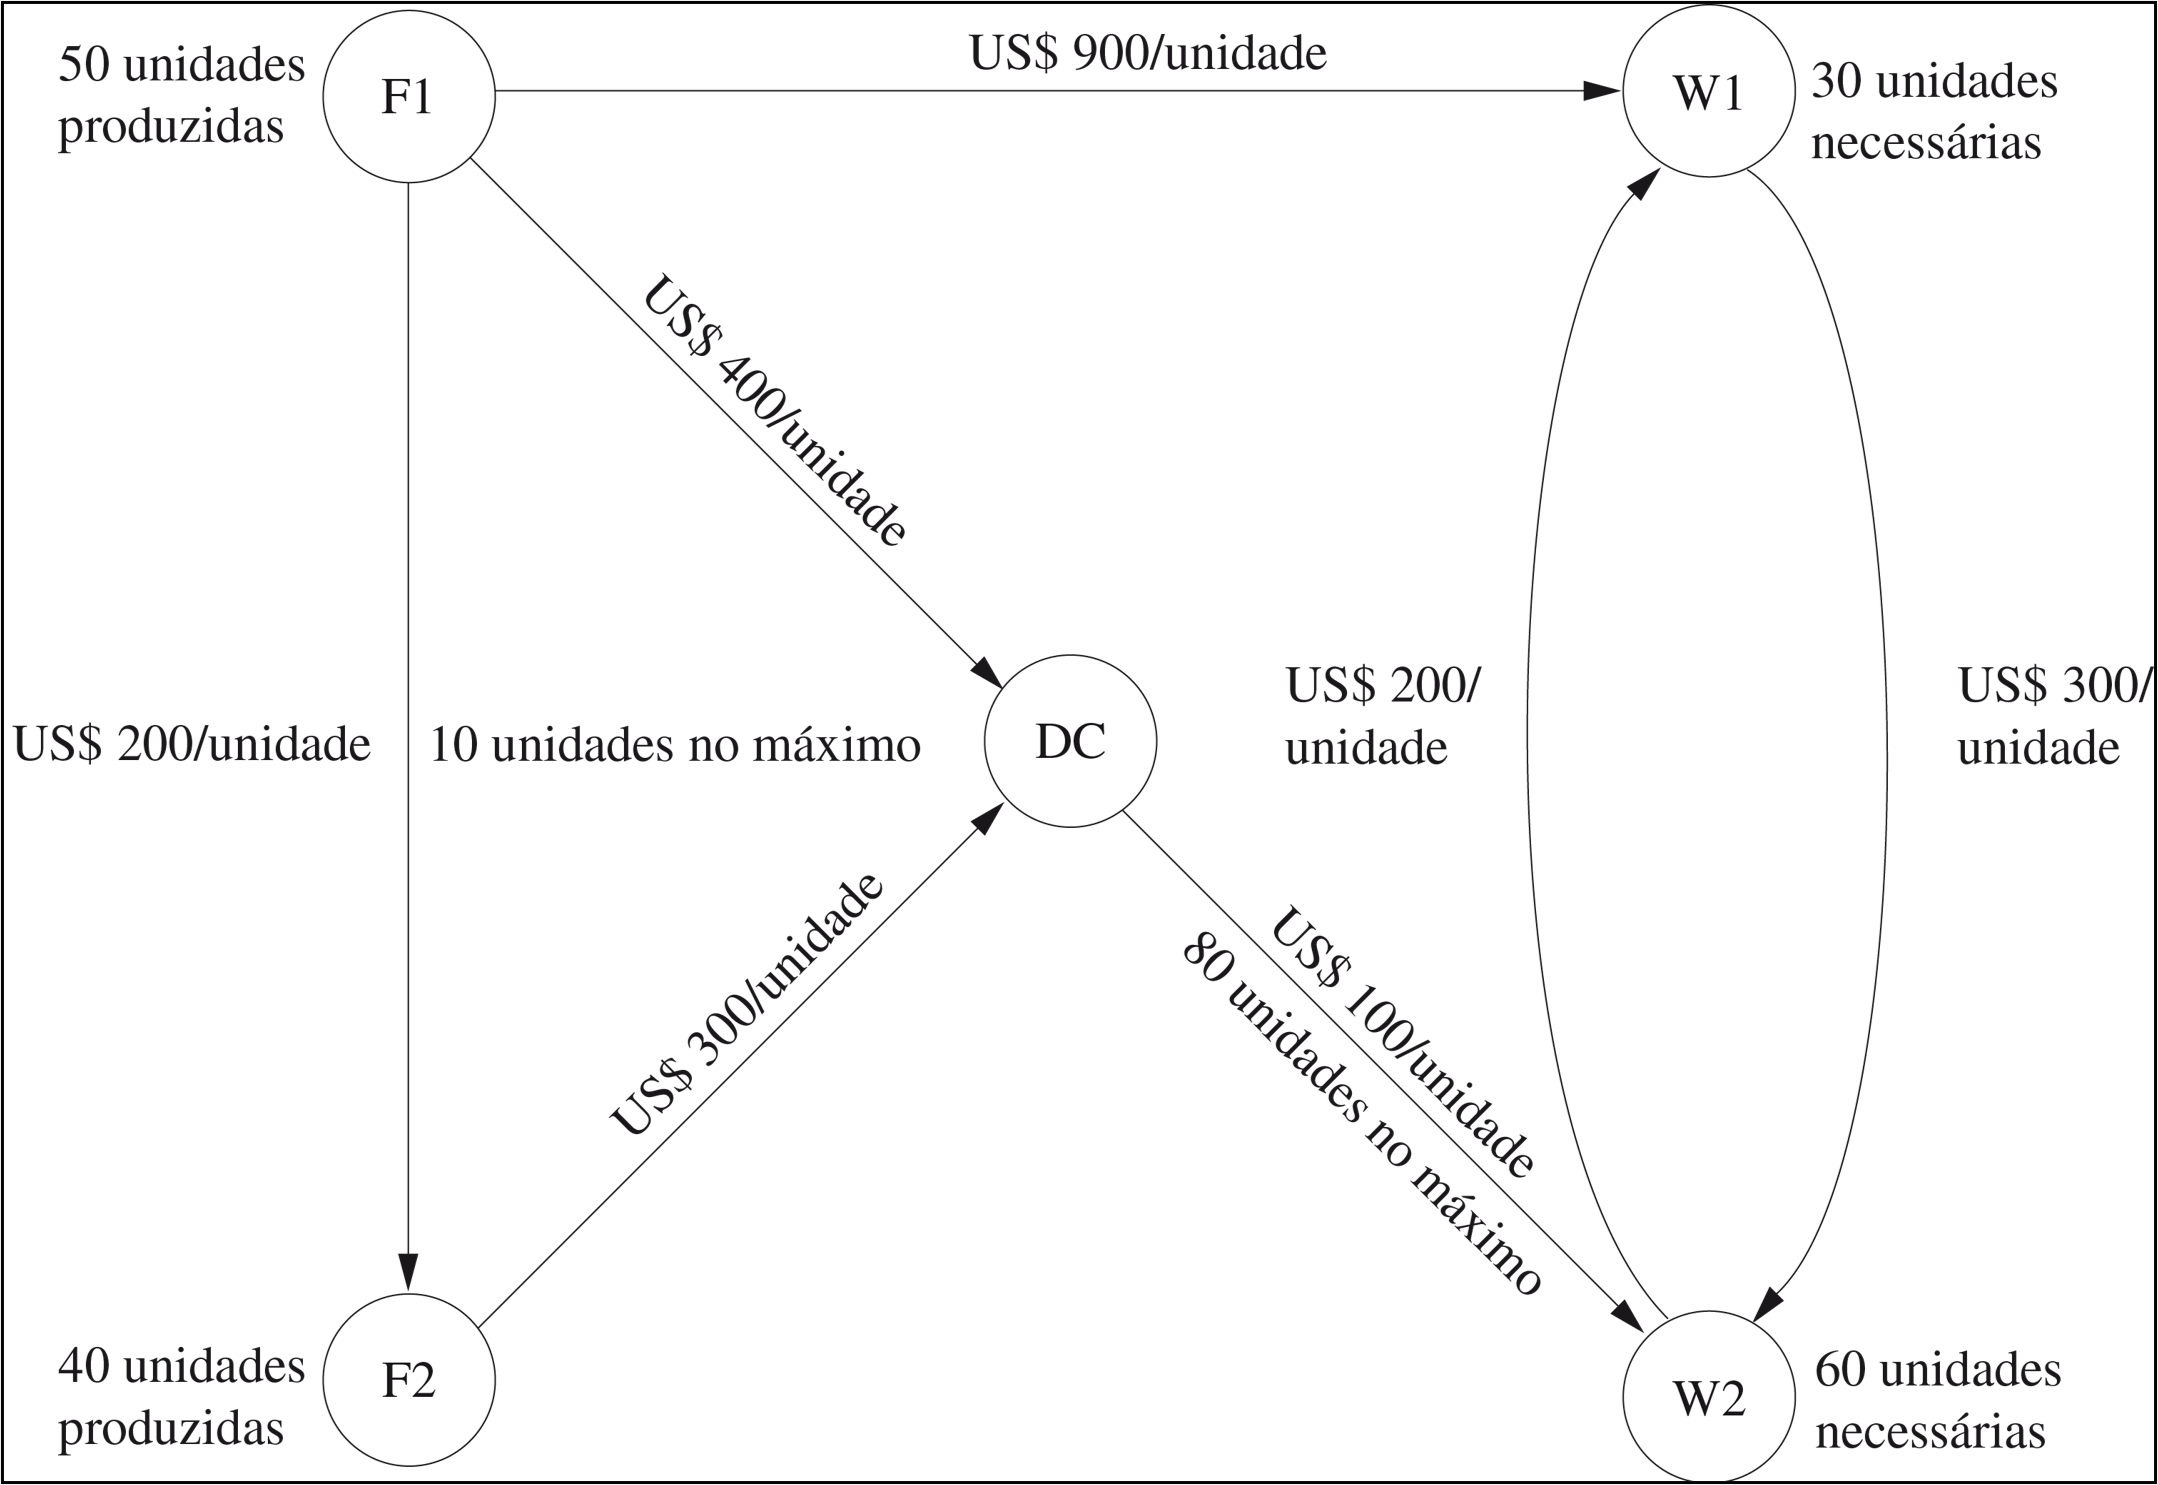 50 unidades
produzidas
F1
US$ 900/unidade
W1
30 unidades
necessárias
US$ 400/unidade
US$ 200/unidade
10 unidades no máximo
DC
US$ 200/
unidade
US$ 300/
unidade
US$ 300/unidade
US$ 100/unidade
80 unidades no máximo
40 unidades
produzidas
F2
W2
60 unidades
necessárias